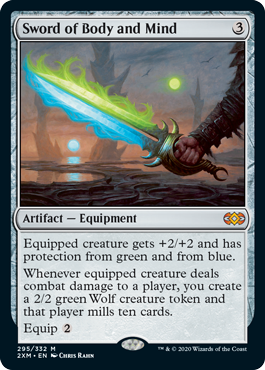 Sword of Body and Mind 3
Artifact — Equipment
Equipped creature gets +2/+2 and has
protection from green and from blue.
Whenever equipped creature deals
combat damage to a player, you create
a 2/2 green Wolf creature token and
that player mills ten cards.
Equip 2
295/332 M
2XM • EN Chris Rahn ™ & © 2020 Wizards of the Coast